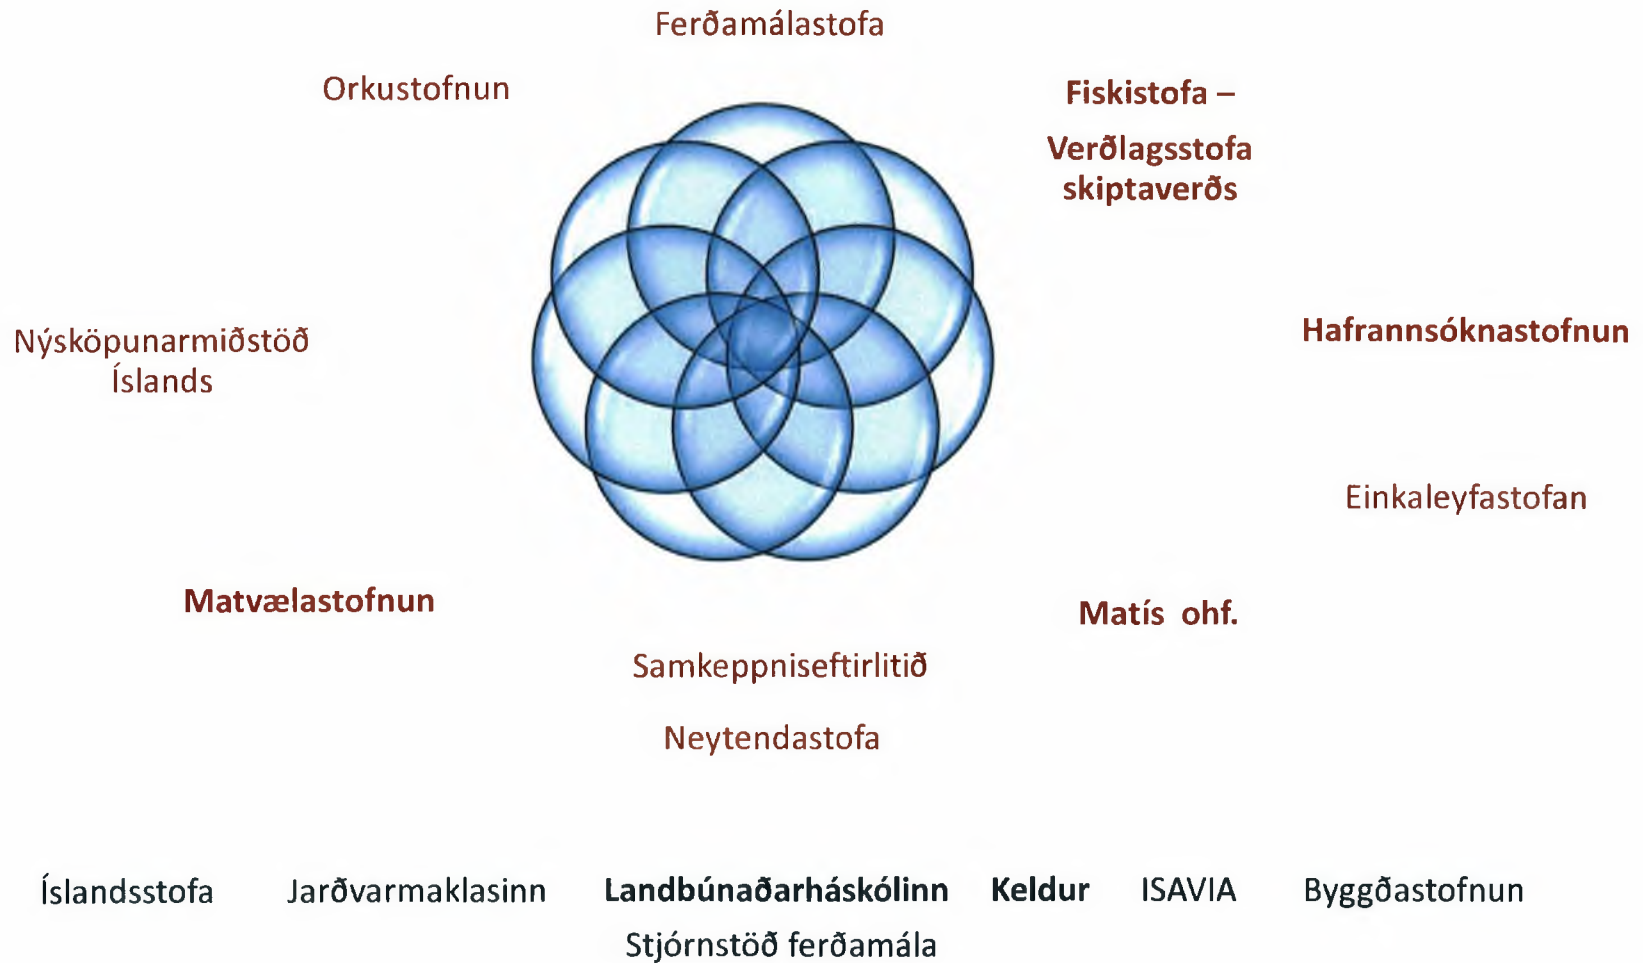 Ferðamálastofa
Orkustofnun
Fiskistofa –
Verðlagsstofa
skiptaverðs
Nýsköpunarmiðstöð
Íslands
Hafrannsóknastofnun
Einkaleyfastofan
Matvælastofnun
Matís ohf.
Samkeppniseftirlitið
Neytendastofa
Íslandsstofa Jarðvarmaklasinn Landbúnaðarháskólinn Keldur ISAVIA Byggðastofnun
Stjórnstöð ferðamála